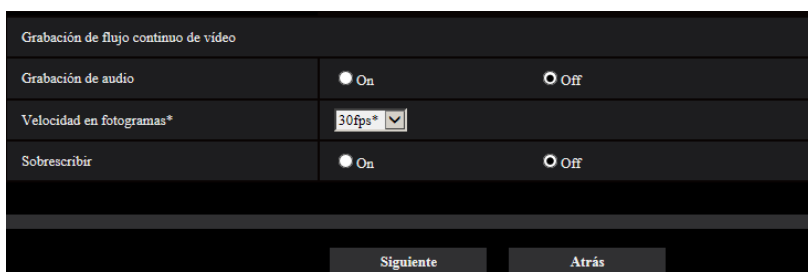 Grabación de flujo continuo de vídeo
Grabación de audio On Off
Velocidad en fotogramas* 30fps*
Sobrescribir On Off
Siguiente Atrás